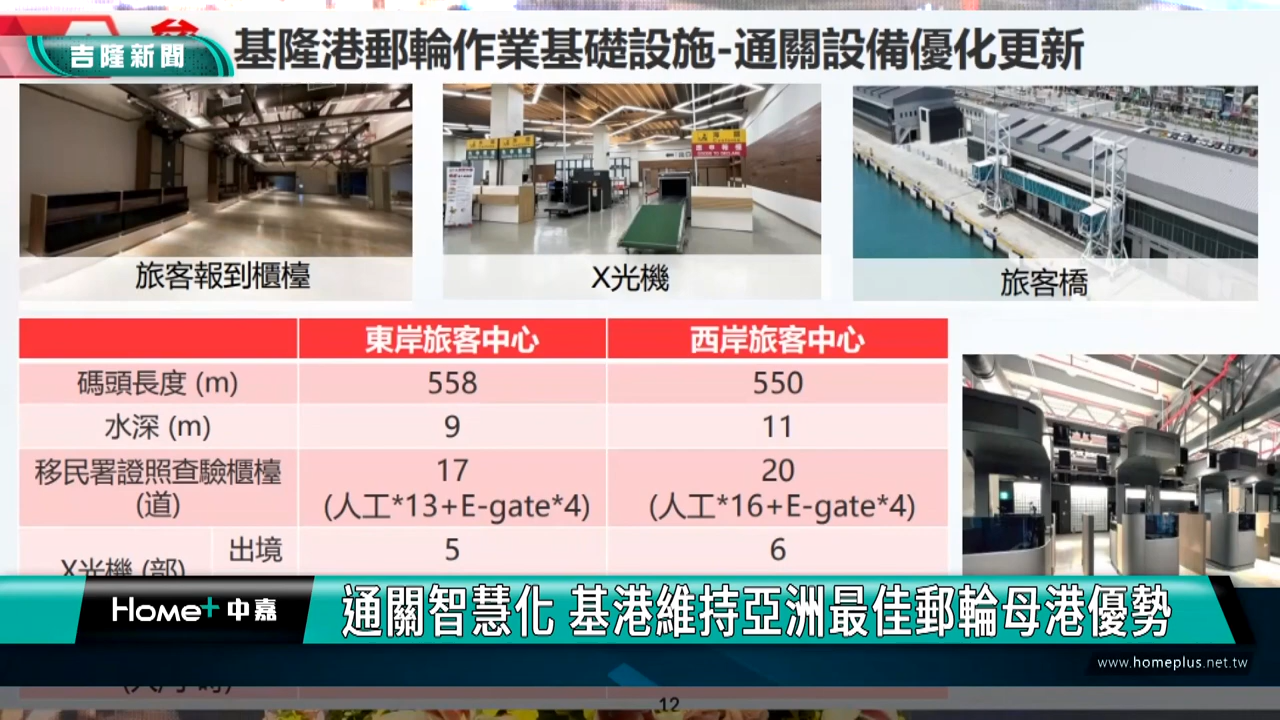 吉隆新聞
基隆港郵輪作業基礎設施-通關設備優化更新
旅客報到櫃檯
X光機
旅客橋
東岸旅客中心 西岸旅客中心
碼頭長度 (m) 558 550
水深 (m) 9 11
移民署證照查驗櫃檯 (道) 17 (人工*13+E-gate*4) 20 (人工*16+E-gate*4)
X光機 (部) 出境 5 6
Home+ 中嘉
通關智慧化 基港維持亞洲最佳郵輪母港優勢
www.homeplus.net.tw
12